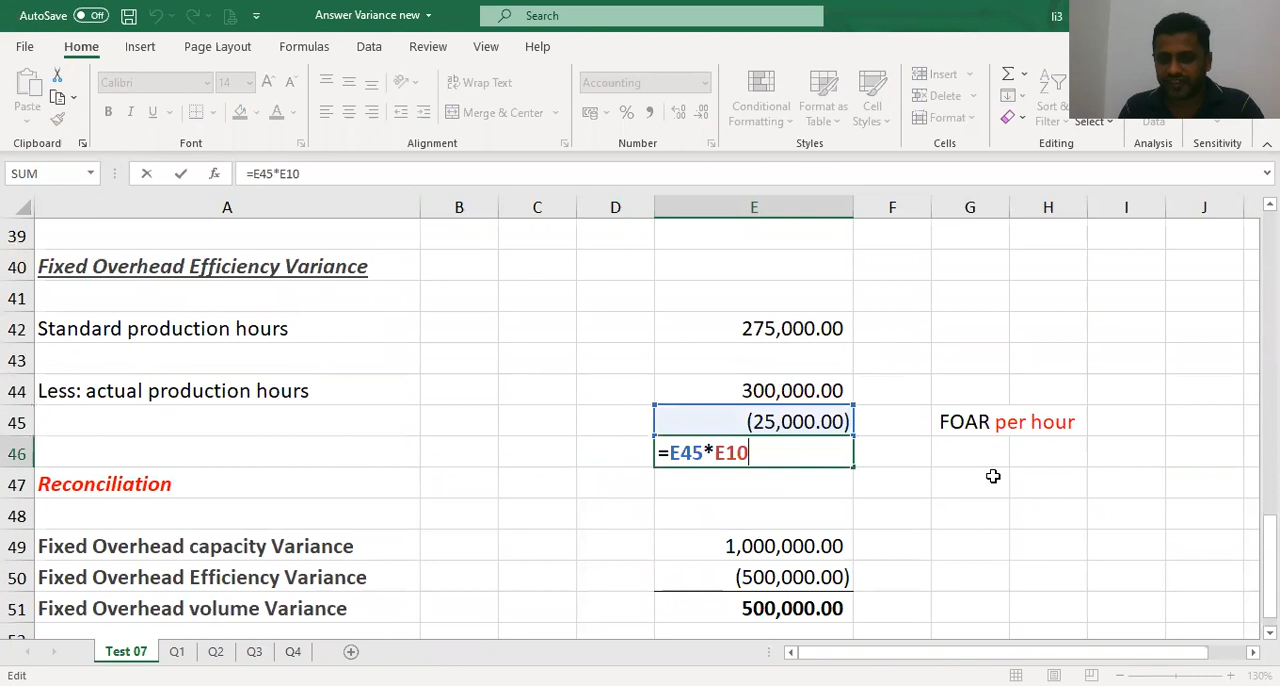 AutoSave Off Answer Variance new Search li3
File Home Insert Page Layout Formulas Data Review View Help
Paste Calibri 14 A A Wrap Text Accounting Conditional Formatting Format as Table Cell Styles Insert Σ Sort & Filter Select
B I U A Merge & Center % , Delete Format Data
Clipboard Font Alignment Number Styles Cells Editing Analysis Sensitivity
SUM fx =E45*E10
A B C D E F G H I J
39
40 Fixed Overhead Efficiency Variance
41
42 Standard production hours 275,000.00
43
44 Less: actual production hours 300,000.00
45 (25,000.00) FOAR per hour
46 =E45*E10
47 Reconciliation
48
49 Fixed Overhead capacity Variance 1,000,000.00
50 Fixed Overhead Efficiency Variance (500,000.00)
51 Fixed Overhead volume Variance 500,000.00
Test 07 Q1 Q2 Q3 Q4
Edit 130%